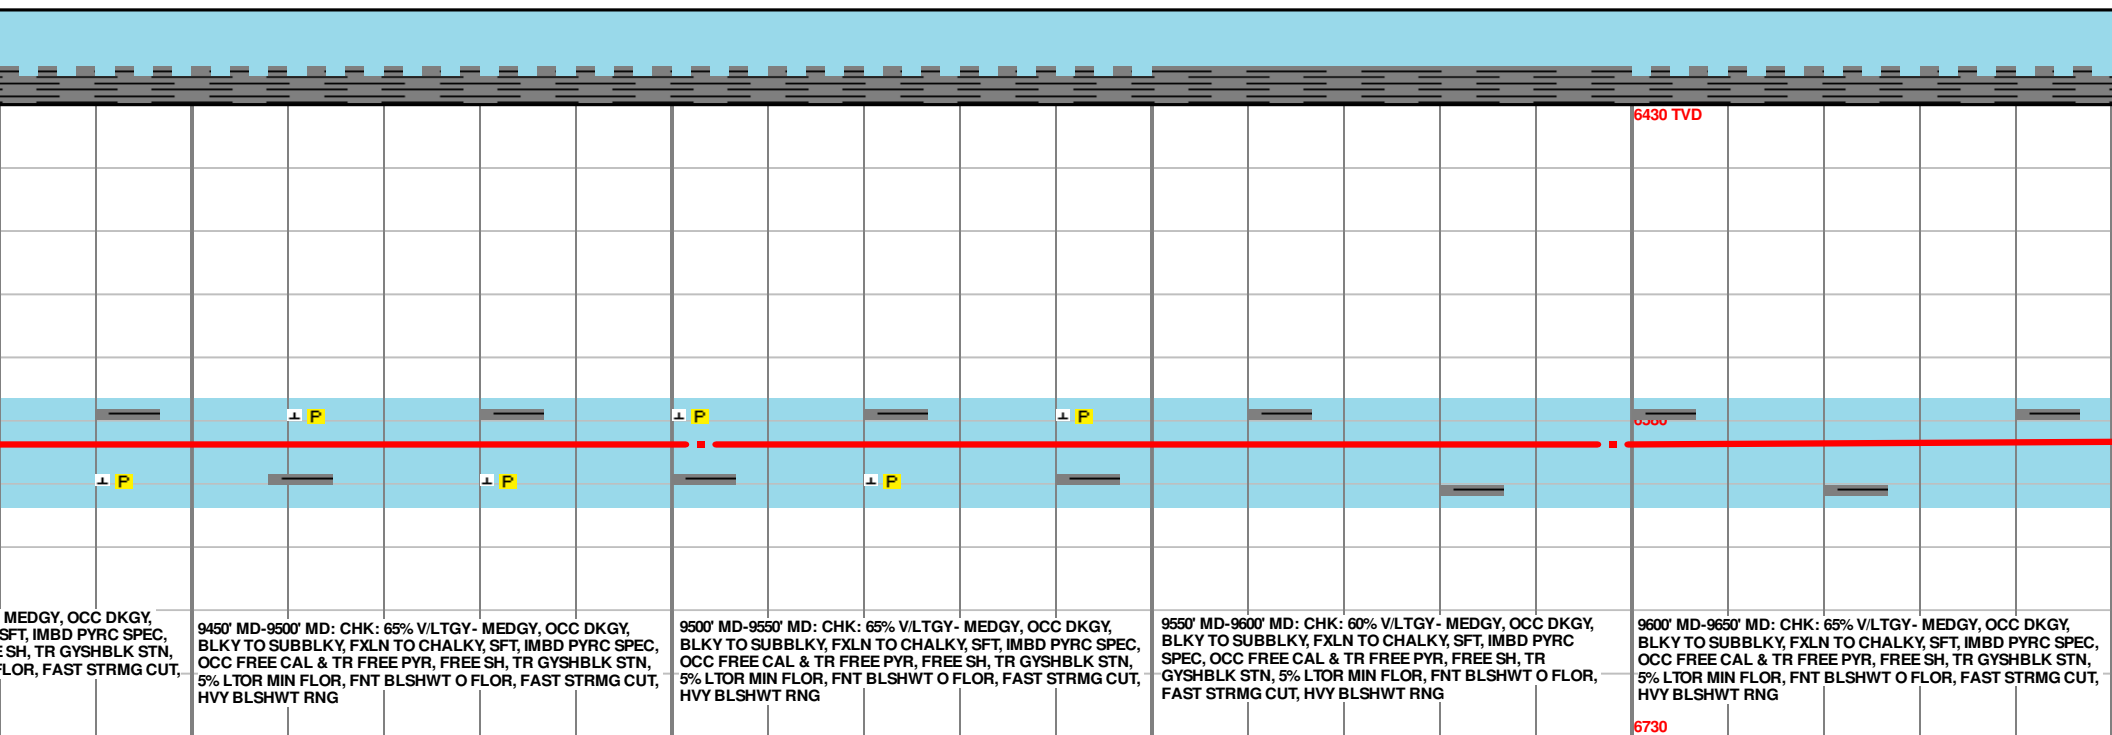 6430 TVD
P
P
P
6580
P
P
P
MEDGY, OCC DKGY,
SFT, IMBD PYRC SPEC,
E SH, TR GYSHBLK STN,
FLOR, FAST STRMG CUT,
9450' MD-9500' MD: CHK: 65% V/LTGY- MEDGY, OCC DKGY,
BLKY TO SUBBLKY, FXLN TO CHALKY, SFT, IMBD PYRC SPEC,
OCC FREE CAL & TR FREE PYR, FREE SH, TR GYSHBLK STN,
5% LTOR MIN FLOR, FNT BLSHWT O FLOR, FAST STRMG CUT,
HVY BLSHWT RNG
9500' MD-9550' MD: CHK: 65% V/LTGY- MEDGY, OCC DKGY,
BLKY TO SUBBLKY, FXLN TO CHALKY, SFT, IMBD PYRC SPEC,
OCC FREE CAL & TR FREE PYR, FREE SH, TR GYSHBLK STN,
5% LTOR MIN FLOR, FNT BLSHWT O FLOR, FAST STRMG CUT,
HVY BLSHWT RNG
9550' MD-9600' MD: CHK: 60% V/LTGY- MEDGY, OCC DKGY,
BLKY TO SUBBLKY, FXLN TO CHALKY, SFT, IMBD PYRC
SPEC, OCC FREE CAL & TR FREE PYR, FREE SH, TR
GYSHBLK STN, 5% LTOR MIN FLOR, FNT BLSHWT O FLOR,
FAST STRMG CUT, HVY BLSHWT RNG
9600' MD-9650' MD: CHK: 65% V/LTGY- MEDGY, OCC DKGY,
BLKY TO SUBBLKY, FXLN TO CHALKY, SFT, IMBD PYRC SPEC,
OCC FREE CAL & TR FREE PYR, FREE SH, TR GYSHBLK STN,
5% LTOR MIN FLOR, FNT BLSHWT O FLOR, FAST STRMG CUT,
HVY BLSHWT RNG
6730